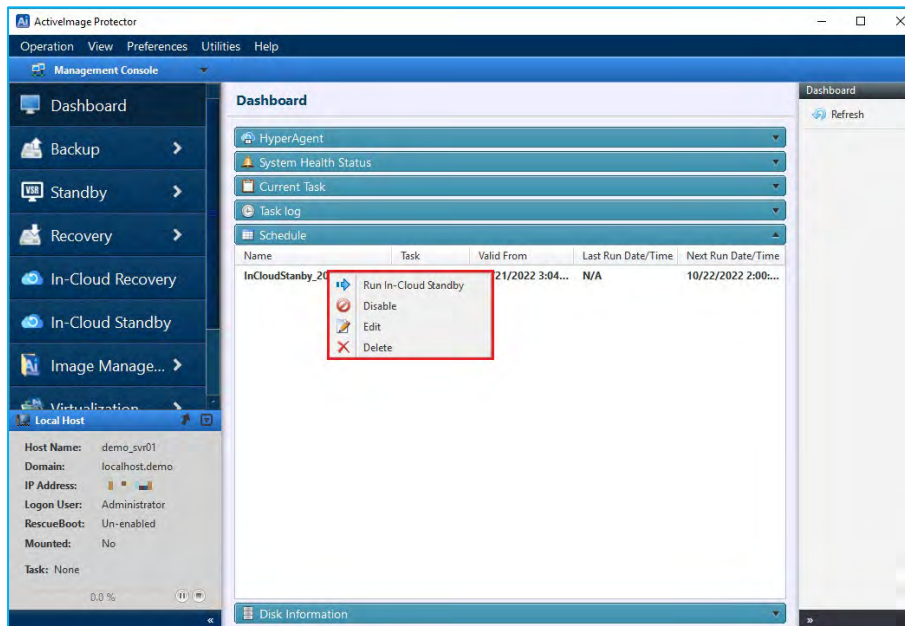 ActiveImage Protector
Operation View Preferences Utilities Help
Management Console
Dashboard
Backup
Standby
Recovery
In-Cloud Recovery
In-Cloud Standby
Image Manage...
Virtualization
Local Host
Host Name: demo_svr01
Domain: localhost.demo
IP Address:
Logon User: Administrator
RescueBoot: Un-enabled
Mounted: No
Task: None
0.0 %
«
Dashboard
HyperAgent
System Health Status
Current Task
Task log
Schedule
Name Task Valid From Last Run Date/Time Next Run Date/Time
InCloudStanby_20 21/2022 3:04... N/A 10/22/2022 2:00:...
Run In-Cloud Standby
Disable
Edit
Delete
Disk Information
Dashboard
Refresh
»